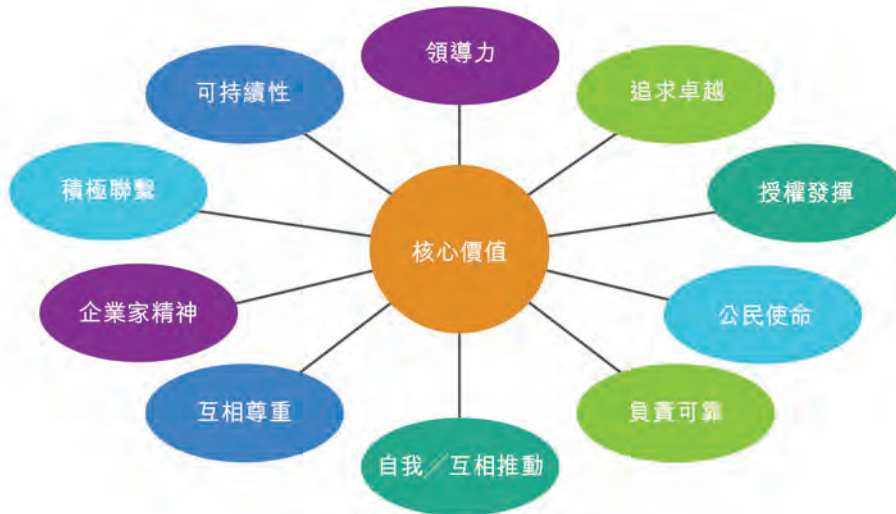 領導力
可持續性
追求卓越
積極聯繫
授權發揮
核心價值
企業家精神
公民使命
互相尊重
負責可靠
自我／互相推動